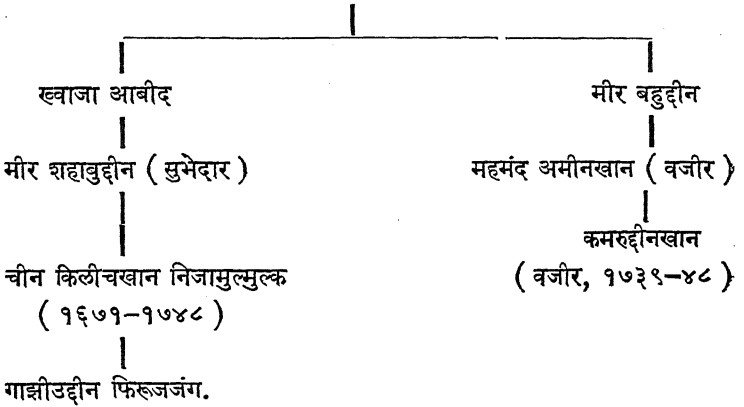 ख्वाजा आबीद
मीर बहुद्दीन
मीर शहाबुद्दीन ( सुभेदार )
महमंद अमीनखान ( वजीर )
कमरुद्दीनखान
चीन किलीचखान निजामुल्मुल्क
( वजीर, १७३९–४८ )
( १६७१–१७४८ )
गाझीउद्दीन फिरूजजंग.